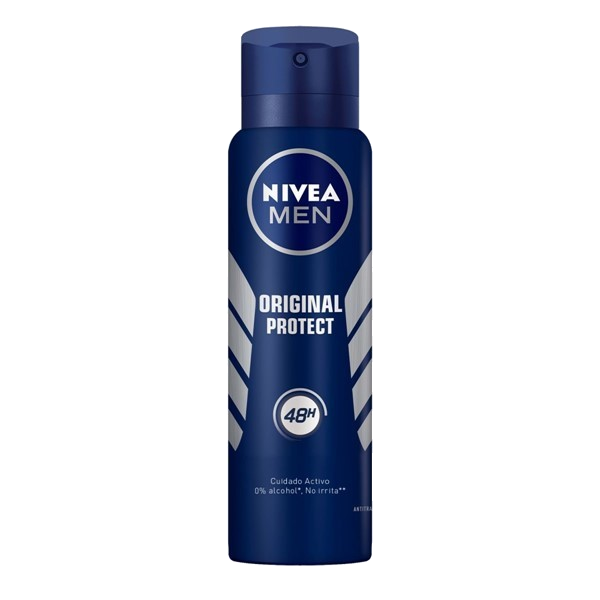 NIVEA
MEN
ORIGINAL
PROTECT
48H
Cuidado Activo
0% alcohol*, No irrita**